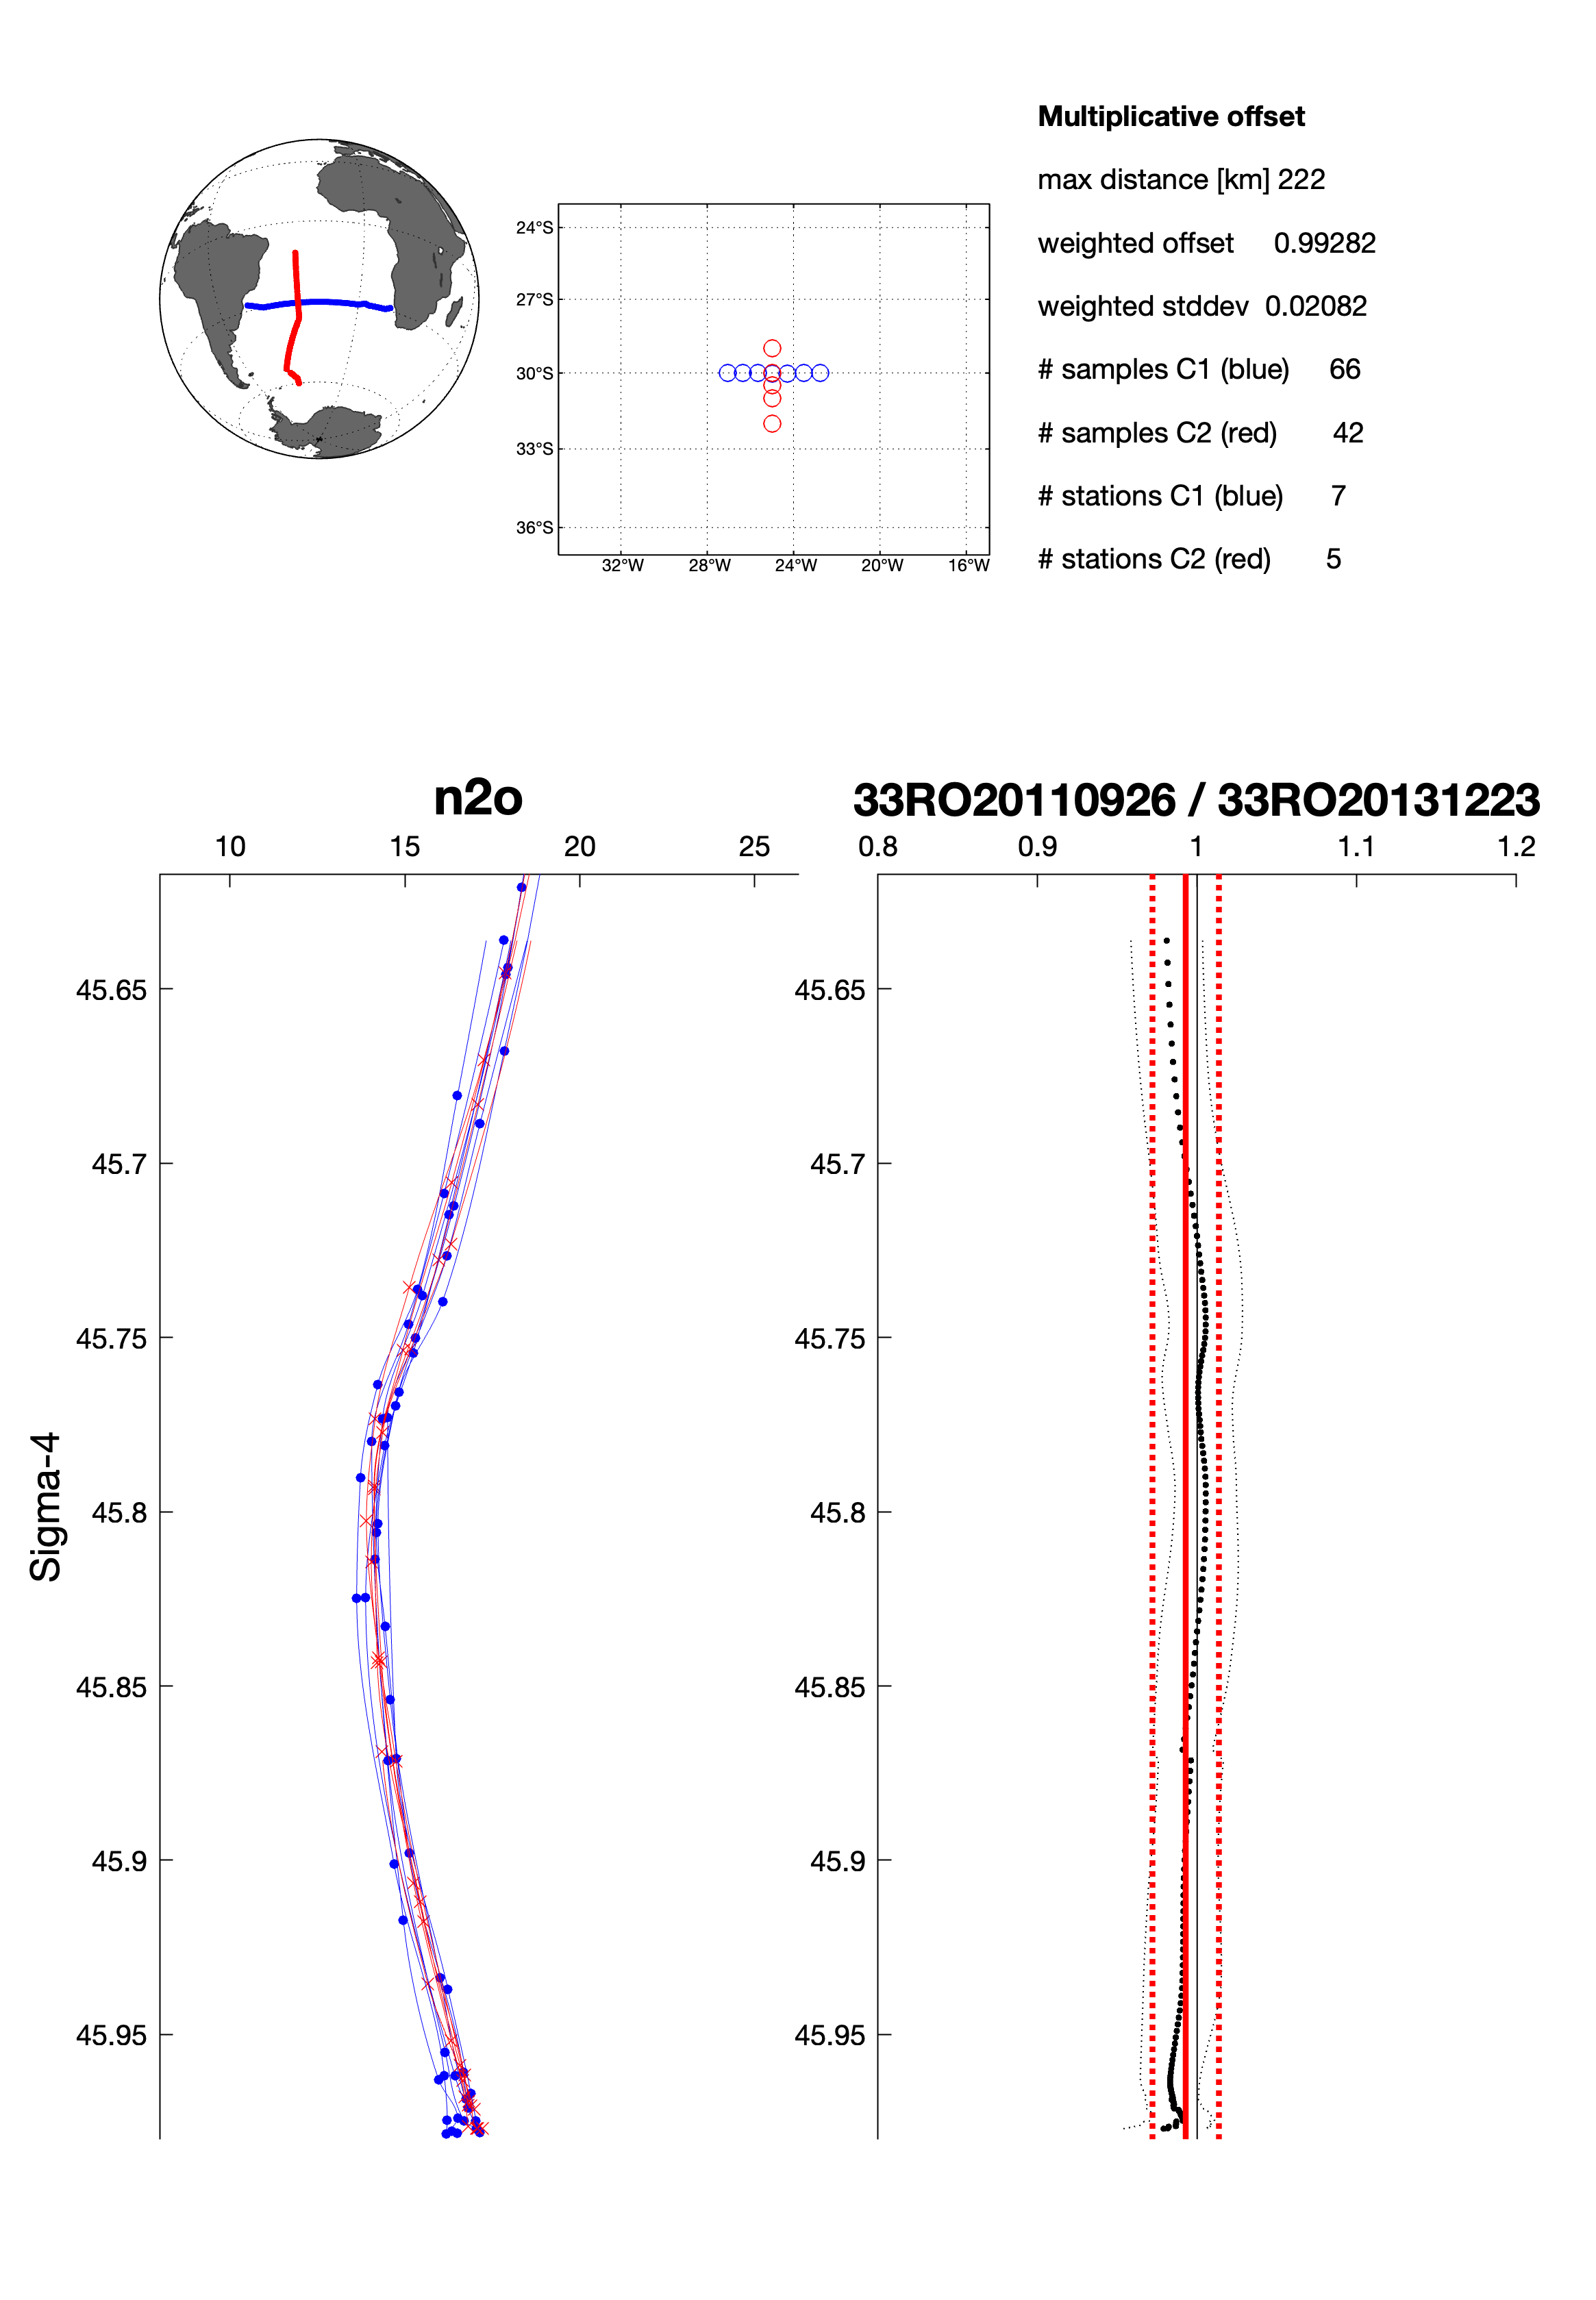 Multiplicative offset
max distance [km] 222
weighted offset 0.99282
weighted stddev 0.02082
# samples C1 (blue) 66
# samples C2 (red) 42
# stations C1 (blue) 7
# stations C2 (red) 5
24°S
27°S
30°S
33°S
36°S
32°W 28°W 24°W 20°W 16°W
n2o
10 15 20 25
45.65
45.7
45.75
45.8
45.85
45.9
45.95
Sigma-4
33RO20110926 / 33RO20131223
0.8 0.9 1 1.1 1.2
45.65
45.7
45.75
45.8
45.85
45.9
45.95